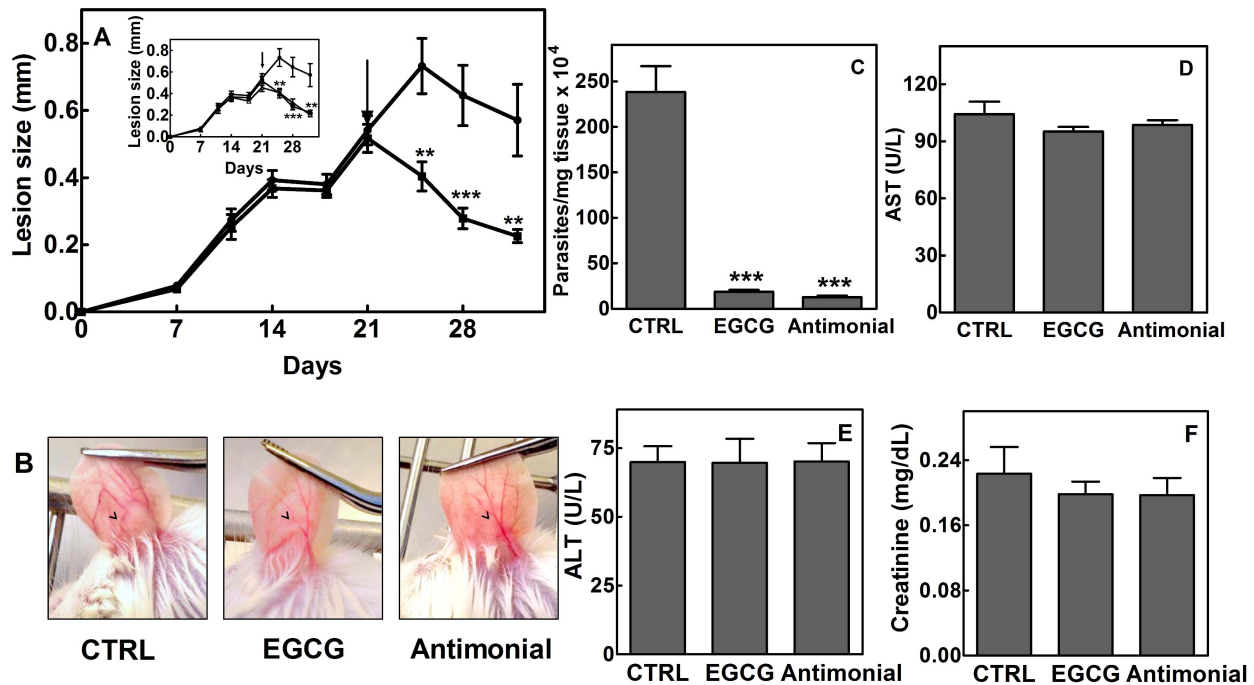 A
Lesion size (mm)
0.8
0.6
0.4
0.2
0.0
0
7
14
21
28
Days
**
***
**
Lesion size (mm)
0.8
0.6
0.4
0.2
0.0
0
7
14
21
28
Days
**
***
**
B
CTRL
EGCG
Antimonial
C
Parasites/mg tissue x 10⁴
250
200
150
100
50
0
***
***
CTRL
EGCG
Antimonial
D
AST (U/L)
120
90
60
30
0
CTRL
EGCG
Antimonial
E
ALT (U/L)
75
50
25
0
CTRL
EGCG
Antimonial
F
Creatinine (mg/dL)
0.24
0.16
0.08
0.00
CTRL
EGCG
Antimonial